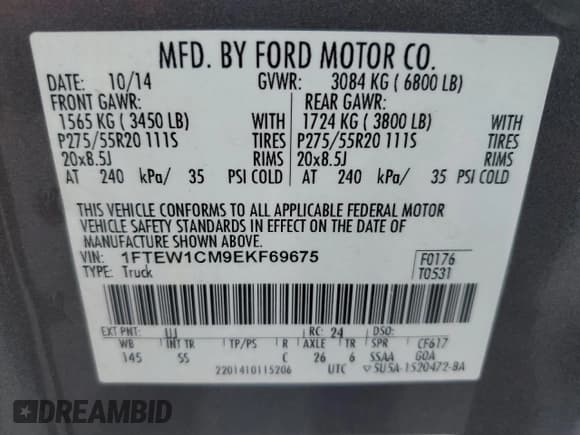 MFD. BY FORD MOTOR CO.
DATE: 10/14 GVWR: 3084 KG ( 6800 LB)
FRONT GAWR: REAR GAWR:
1565 KG ( 3450 LB) WITH 1724 KG ( 3800 LB) WITH
P275/55R20 111S TIRES P275/55R20 111S TIRES
20x8.5J RIMS 20x8.5J RIMS
AT 240 kPa/ 35 PSI COLD AT 240 kPa/ 35 PSI COLD
THIS VEHICLE CONFORMS TO ALL APPLICABLE FEDERAL MOTOR
VEHICLE SAFETY STANDARDS IN EFFECT ON THE DATE OF
MANUFACTURE SHOWN ABOVE.
VIN: 1FTEW1CM9EKF69675 F0176
TYPE: Truck T0531
EXT PNT: UJ RC: 24 DSO:
WB INT TR TP/PS R AXLE TR SPR CF617
145 SS C 26 6 SSAA GOA
2201410115206 UTC ▽5U5A-1520472-BA
DREAMBID